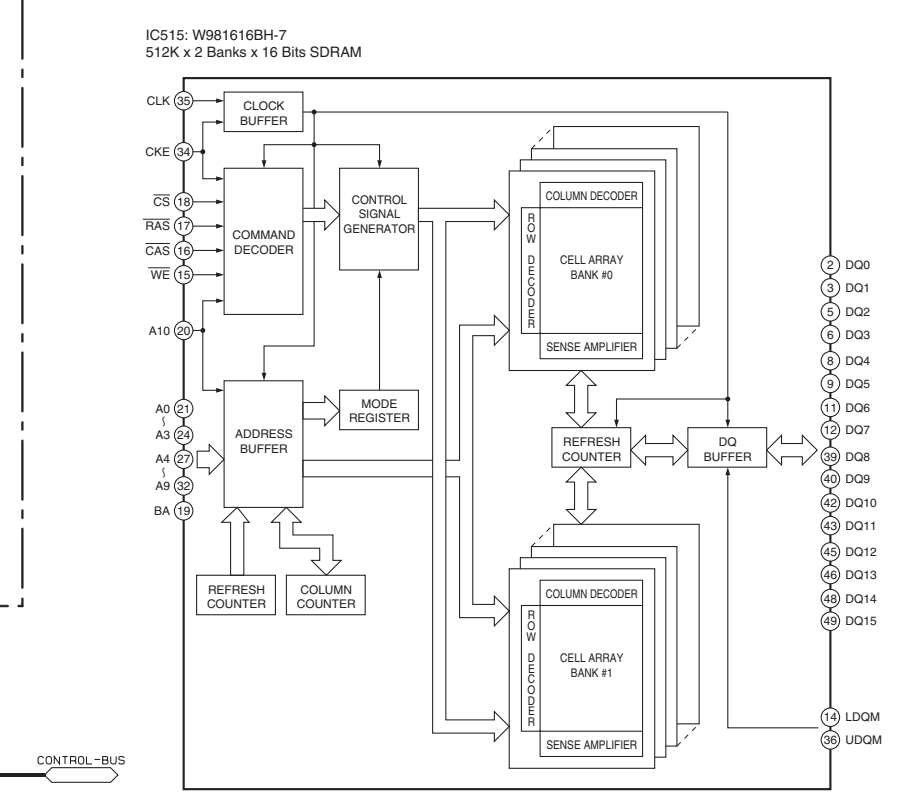 IC515: W981616BH-7
512K x 2 Banks x 16 Bits SDRAM
CLK 35
CLOCK
BUFFER
CKE 34
CS 18
RAS 17
CAS 16
WE 15
A10 20
COMMAND
DECODER
CONTROL
SIGNAL
GENERATOR
COLUMN DECODER
ROW DECODER
CELL ARRAY
BANK #0
SENSE AMPLIFIER
A0 21
A3 24
A4 27
A9 32
BA 19
ADDRESS
BUFFER
MODE
REGISTER
REFRESH
COUNTER
DQ
BUFFER
REFRESH
COUNTER
COLUMN
COUNTER
COLUMN DECODER
ROW DECODER
CELL ARRAY
BANK #1
SENSE AMPLIFIER
2 DQ0
3 DQ1
5 DQ2
6 DQ3
8 DQ4
9 DQ5
11 DQ6
12 DQ7
39 DQ8
40 DQ9
42 DQ10
43 DQ11
45 DQ12
46 DQ13
48 DQ14
49 DQ15
14 LDQM
36 UDQM
CONTROL-BUS